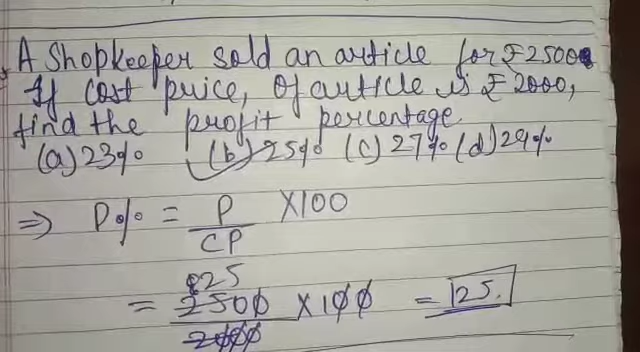 A Shopkeeper sold an article for ₹2500
If cost price, of article is ₹2000,
find the profit percentage.
(a) 23% (b) 25% (c) 27% (d) 29%
⇒ P% = P/CP ×100
= 2500/2000 ×100 = 125.